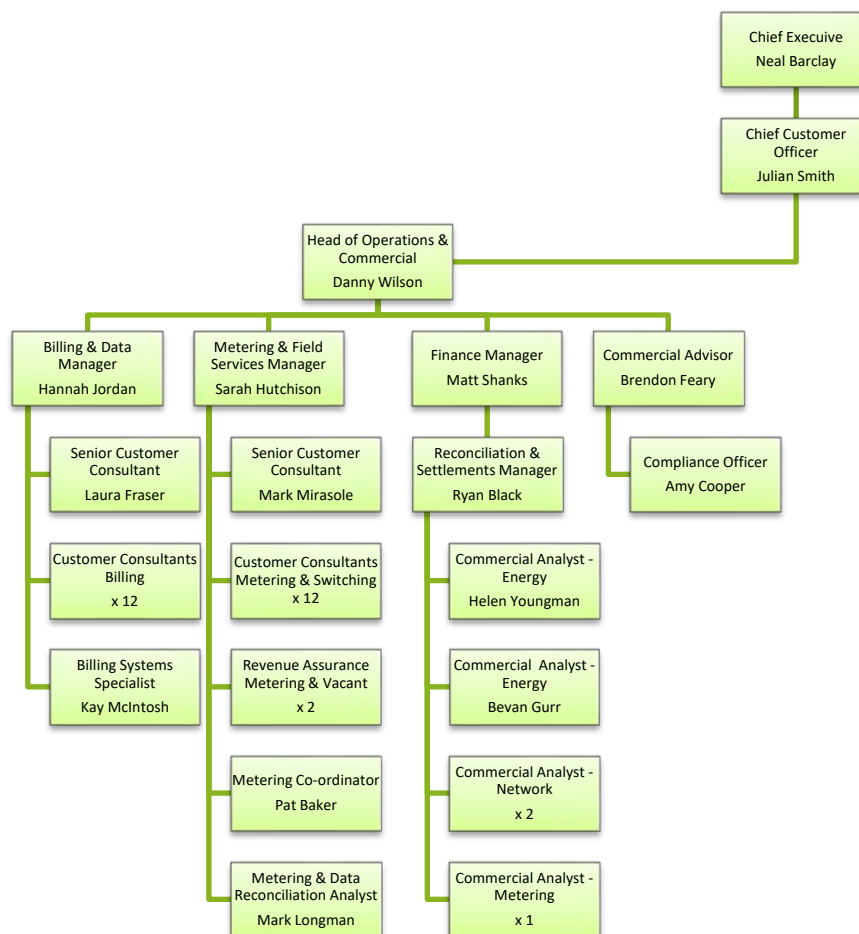 Chief Execuive
Neal Barclay
Chief Customer
Officer
Julian Smith
Head of Operations &
Commercial
Danny Wilson
Billing & Data
Manager
Hannah Jordan
Metering & Field
Services Manager
Sarah Hutchison
Finance Manager
Matt Shanks
Commercial Advisor
Brendon Feary
Senior Customer
Consultant
Laura Fraser
Customer Consultants
Billing
x 12
Billing Systems
Specialist
Kay McIntosh
Senior Customer
Consultant
Mark Mirasole
Customer Consultants
Metering & Switching
x 12
Revenue Assurance
Metering & Vacant
x 2
Metering Co-ordinator
Pat Baker
Metering & Data
Reconciliation Analyst
Mark Longman
Reconciliation &
Settlements Manager
Ryan Black
Commercial Analyst -
Energy
Helen Youngman
Commercial Analyst -
Energy
Bevan Gurr
Commercial Analyst -
Network
x 2
Commercial Analyst -
Metering
x 1
Compliance Officer
Amy Cooper